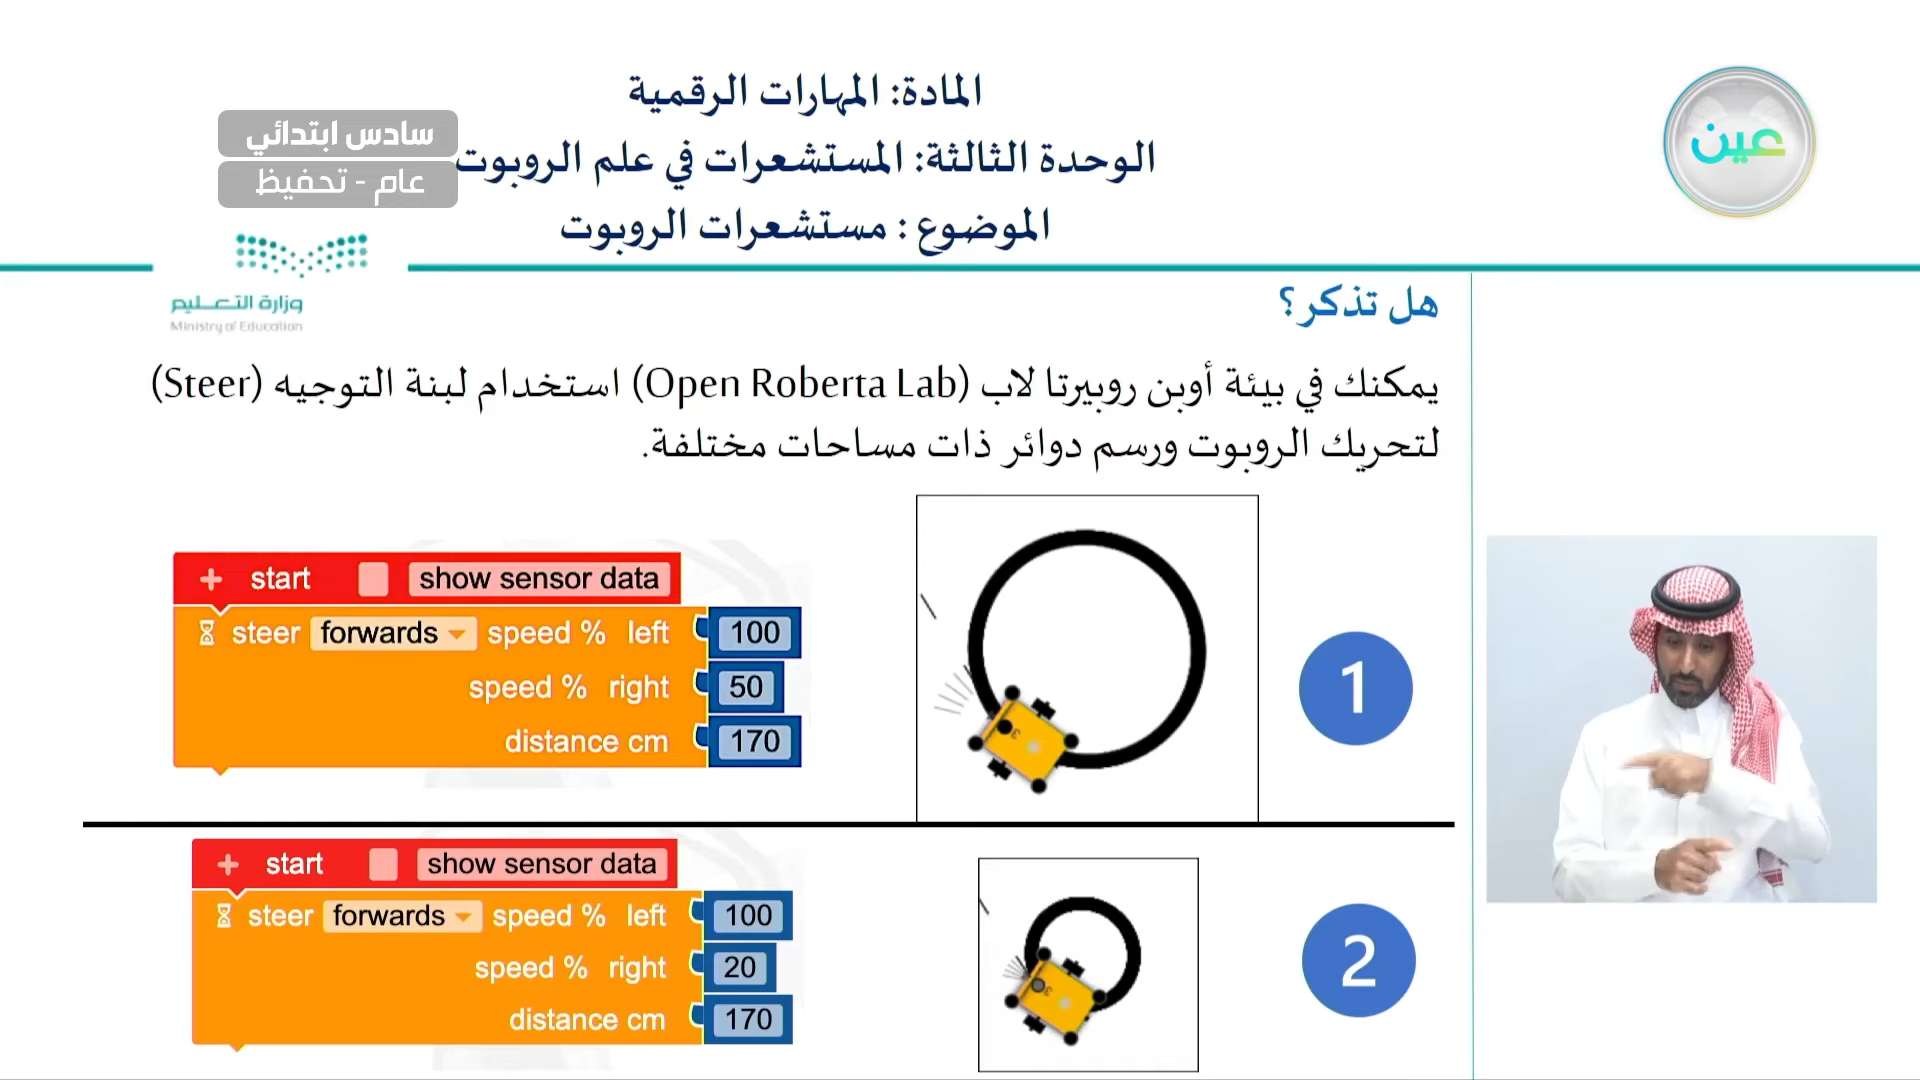 المادة: المهارات الرقمية
الوحدة الثالثة: المستشعرات في علم الروبوت
الموضوع : مستشعرات الروبوت
سادس ابتدائي
عام - تحفيظ
عين
وزارة التعليم
Ministry of Education
هل تذكر؟
يمكنك في بيئة أوبن روبيرتا لاب (Open Roberta Lab) استخدام لبنة التوجيه (Steer)
لتحريك الروبوت ورسم دوائر ذات مساحات مختلفة.
1
+ start show sensor data
steer forwards speed % left 100
speed % right 50
distance cm 170
3
2
+ start show sensor data
steer forwards speed % left 100
speed % right 20
distance cm 170
3